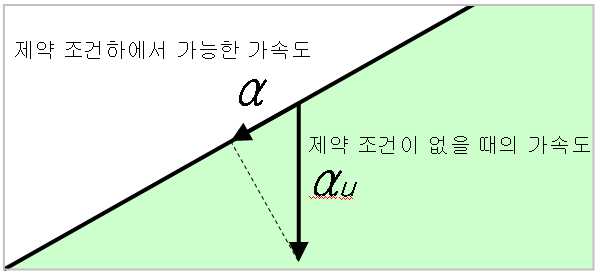 제약 조건하에서 가능한 가속도
α
제약 조건이 없을 때의 가속도
αu